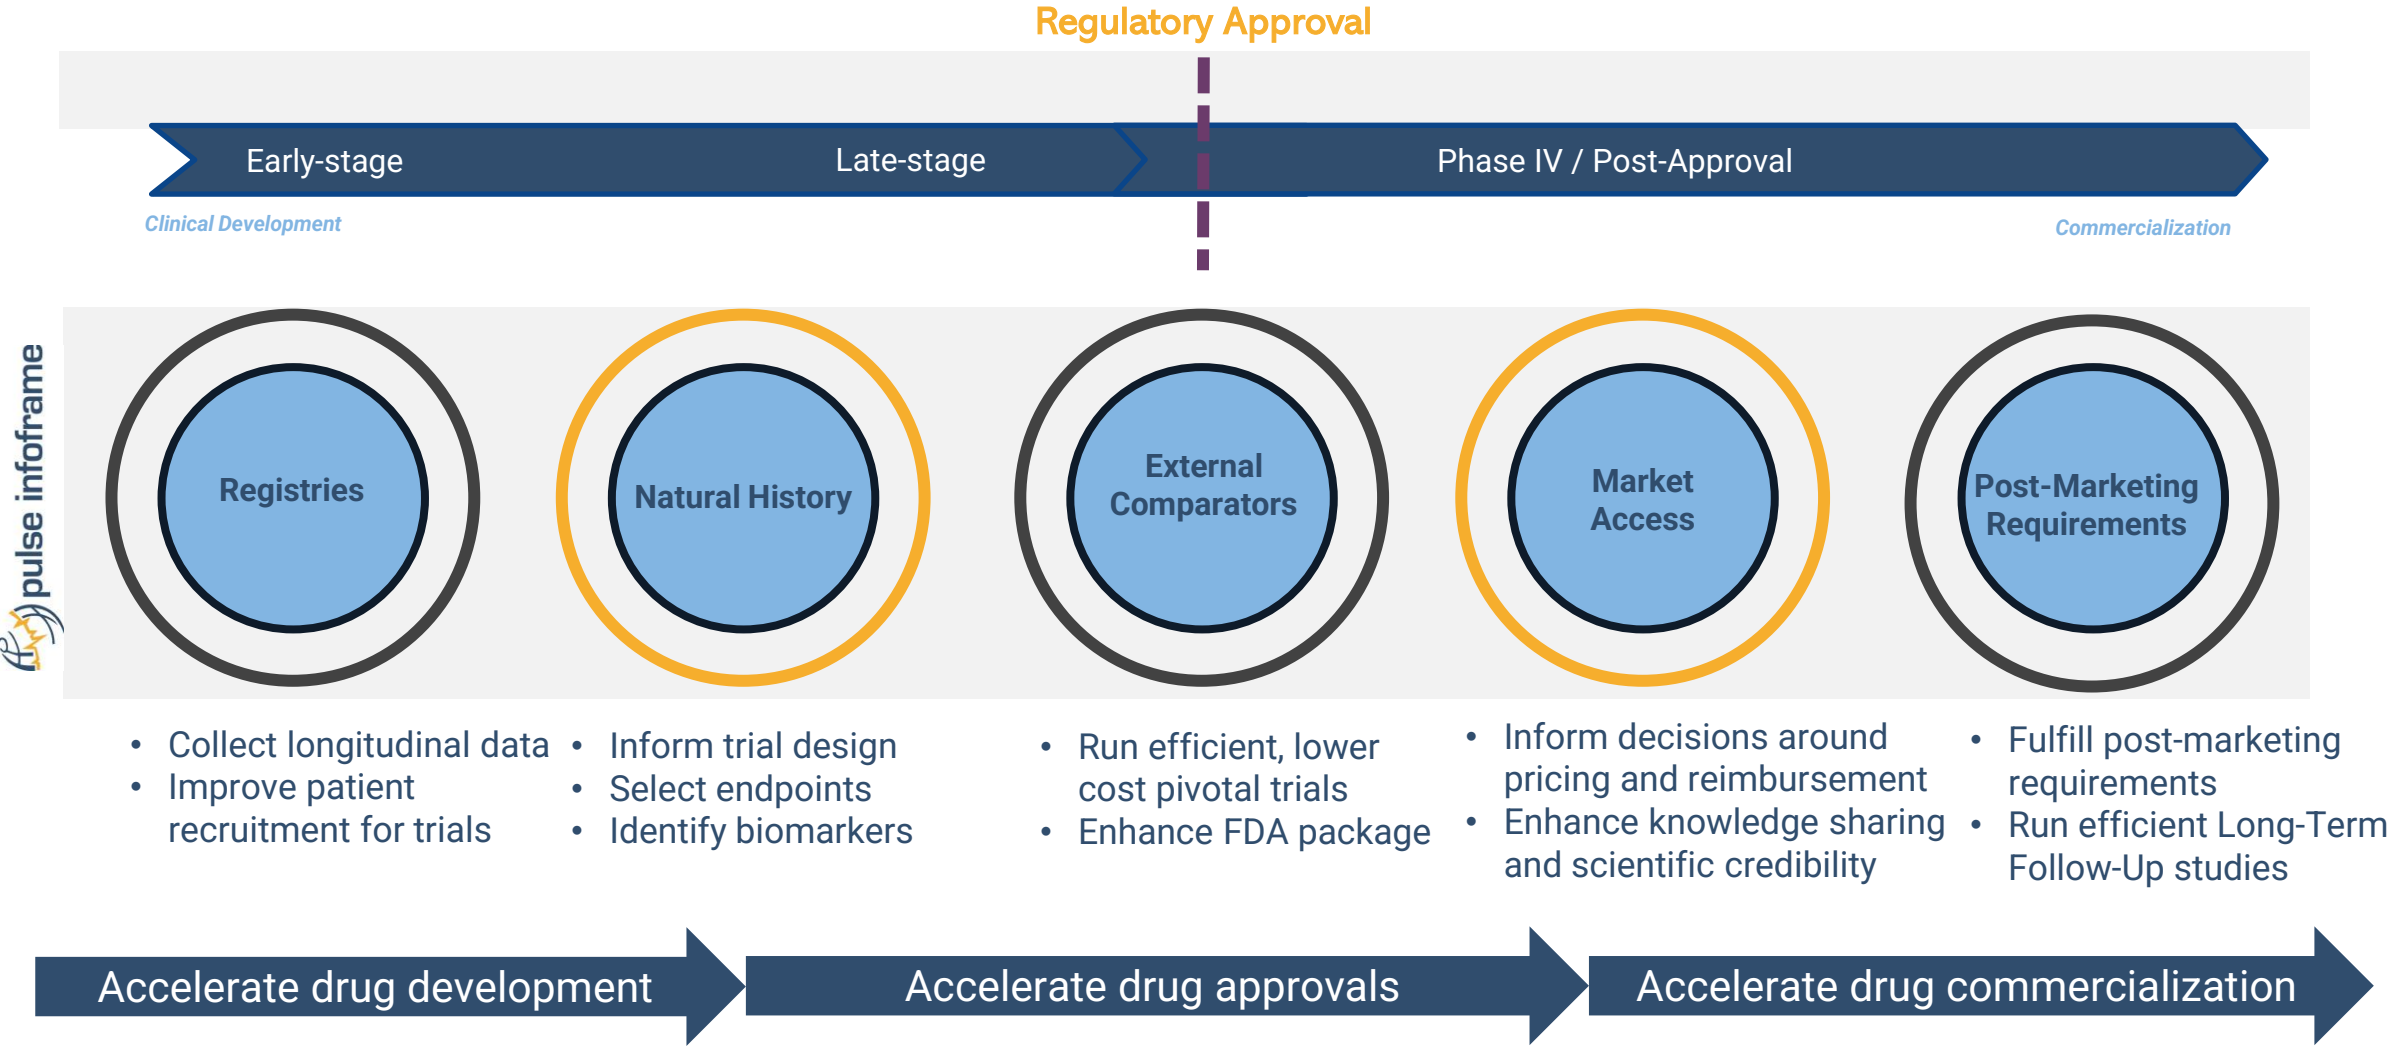 Regulatory Approval
Early-stage
Late-stage
Phase IV / Post-Approval
Clinical Development
Commercialization
pulse infoframe
Registries
Natural History
External
Comparators
Market
Access
Post-Marketing
Requirements
• Collect longitudinal data
• Improve patient
recruitment for trials
• Inform trial design
• Select endpoints
• Identify biomarkers
• Run efficient, lower
cost pivotal trials
• Enhance FDA package
• Inform decisions around
pricing and reimbursement
• Enhance knowledge sharing
and scientific credibility
• Fulfill post-marketing
requirements
• Run efficient Long-Term
Follow-Up studies
Accelerate drug development
Accelerate drug approvals
Accelerate drug commercialization